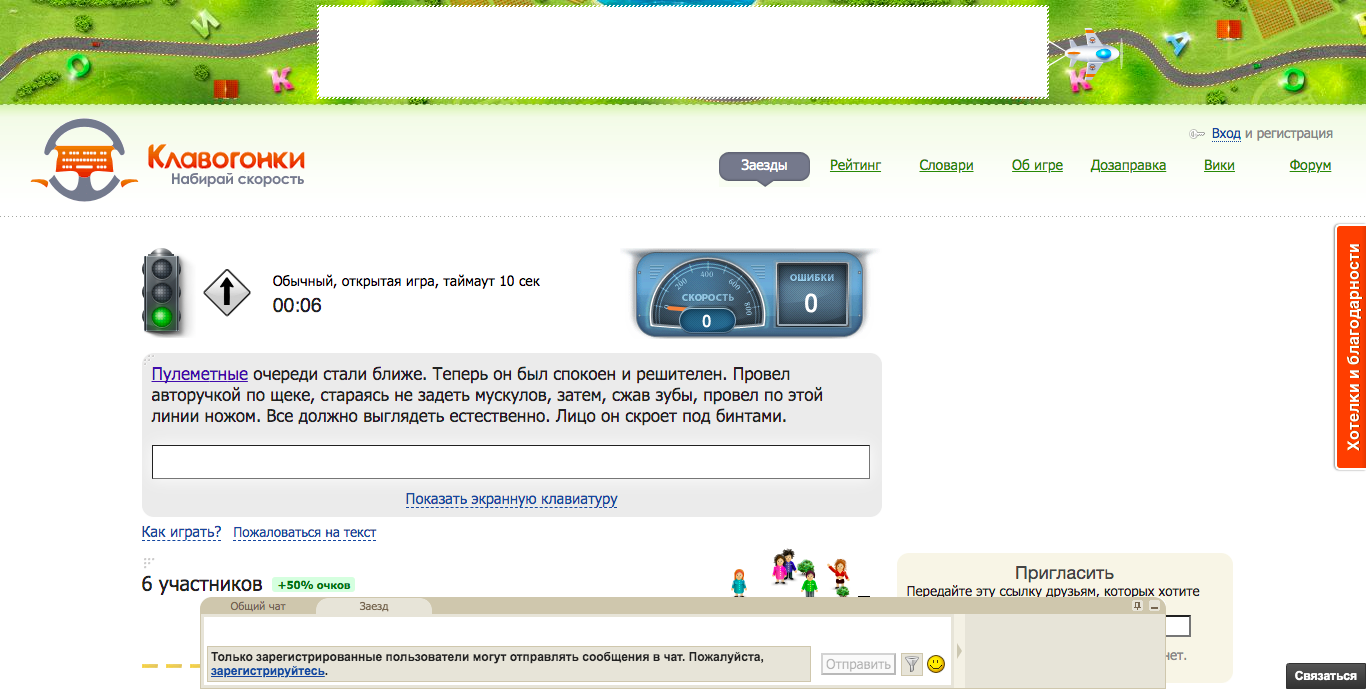 Вход и регистрация
Клавогонки
Набирай скорость
Заезды Рейтинг Словари Об игре Дозаправка Вики Форум
Обычный, открытая игра, таймаут 10 сек
00:06
200 400 600 800
СКОРОСТЬ
0
ОШИБКИ
0
Хотелки и благодарности
Пулеметные очереди стали ближе. Теперь он был спокоен и решителен. Провел
авторучкой по щеке, стараясь не задеть мускулов, затем, сжав зубы, провел по этой
линии ножом. Все должно выглядеть естественно. Лицо он скроет под бинтами.
Показать экранную клавиатуру
Как играть? Пожаловаться на текст
6 участников +50% очков
Пригласить
Передайте эту ссылку друзьям, которых хотите
Общий чат Заезд
Только зарегистрированные пользователи могут отправлять сообщения в чат. Пожалуйста,
зарегистрируйтесь.
Отправить
нет.
Связаться